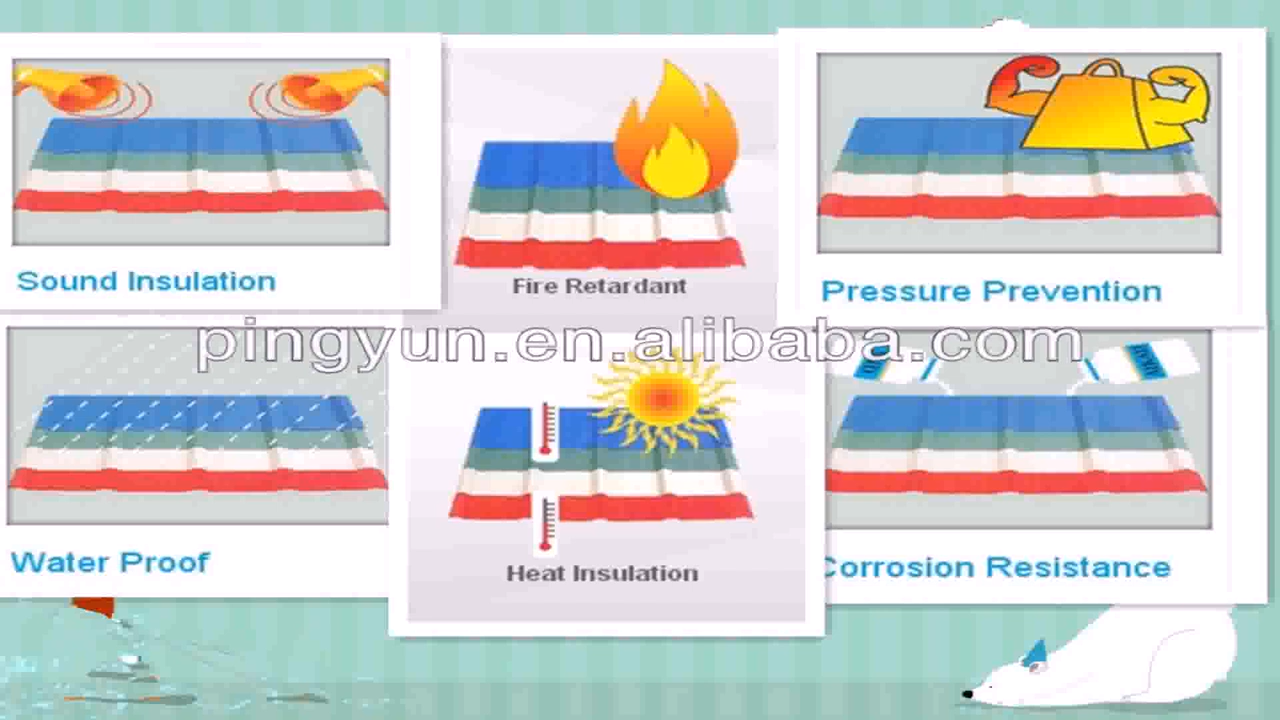 Sound Insulation
Fire Retardant
Pressure Prevention
pingyun.en.alibaba.com
Water Proof
Heat Insulation
Corrosion Resistance